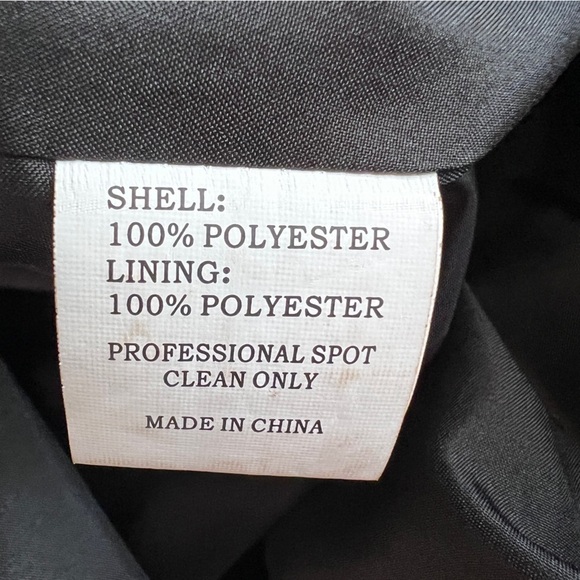 SHELL:
100% POLYESTER
LINING:
100% POLYESTER
PROFESSIONAL SPOT
CLEAN ONLY
MADE IN CHINA